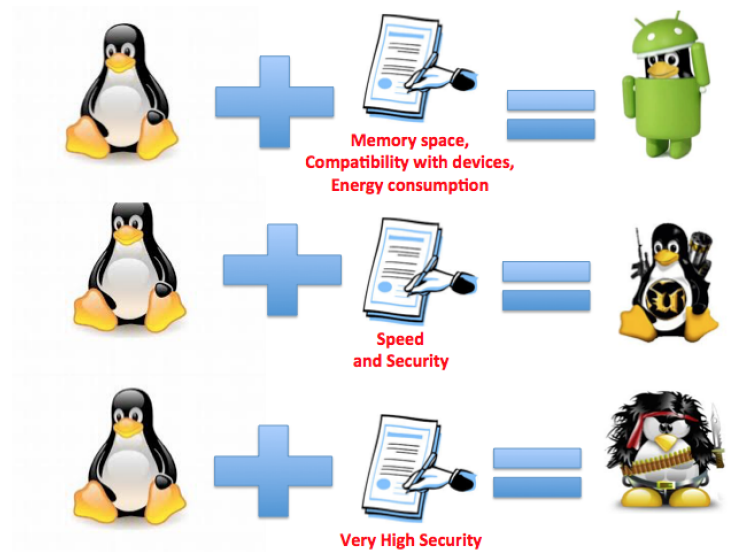 Memory space,
Compatibility with devices,
Energy consumption
Speed
and Security
Very High Security